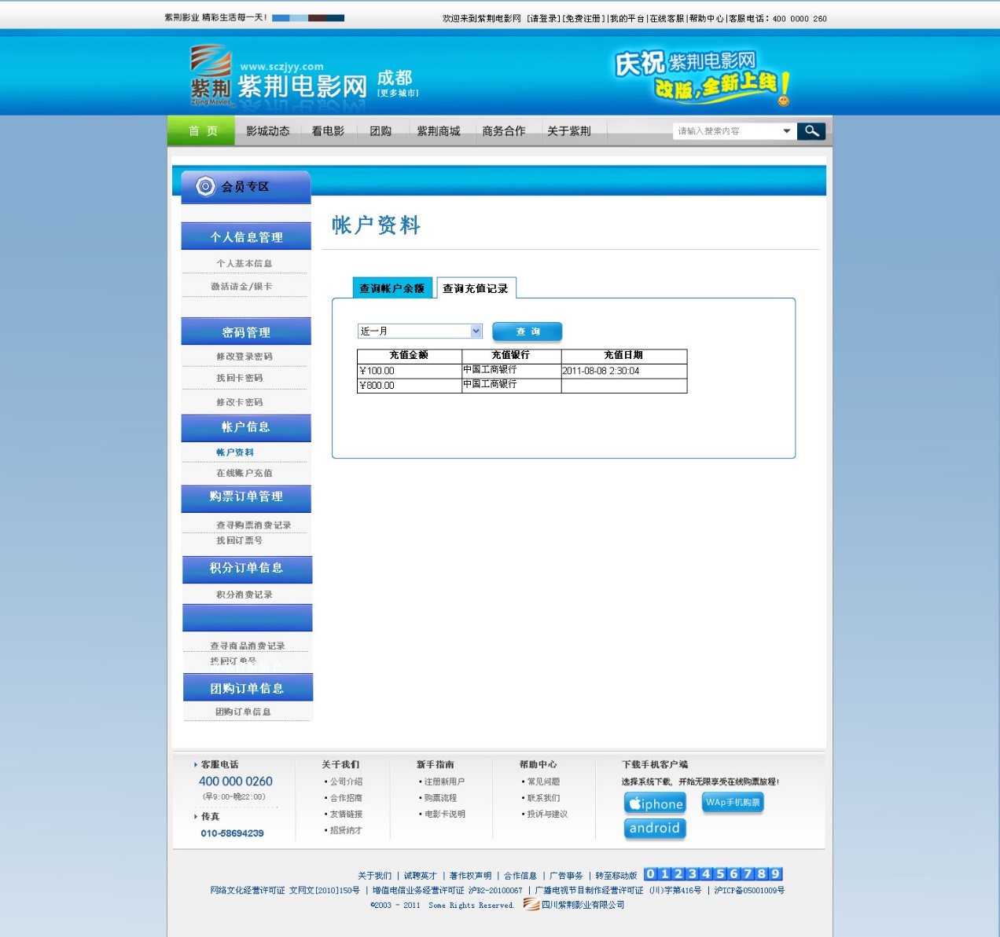 紫荆影业 精彩生活每一天!
欢迎来到紫荆电影网 [请登录][免费注册]|我的平台|在线客服|帮助中心|客服电话: 400 0000 260
紫荆
Zijing Movies
www.sczjyy.com
紫荆电影网
成都
[更多城市]
庆祝紫荆电影网
改版,全新上线!
首 页 影城动态 看电影 团购 紫荆商城 商务合作 关于紫荆
请输入搜索内容
会员专区
个人信息管理
个人基本信息
激活请金/银卡
密码管理
修改登录密码
找回卡密码
修改卡密码
帐户信息
帐户资料
在线账户充值
购票订单管理
查寻购票消费记录
找回订票号
积分订单信息
积分消费记录
查寻商品消费记录
找回订单号
团购订单信息
团购订单信息
帐户资料
查询帐户余额 查询充值记录
近一月 查 询
充值金额 充值银行 充值日期
￥100.00 中国工商银行 2011-08-08 2:30:04
￥800.00 中国工商银行
客服电话
400 000 0260
(早9:00-晚22:00)
传真
010-58694239
关于我们
公司介绍
合作招商
友情链接
招贤纳才
新手指南
注册新用户
购票流程
电影卡说明
帮助中心
常见问题
联系我们
投诉与建议
下载手机客户端
选择系统下载, 开始无限享受在线购票旅程!
iphone WAp手机购票
android
关于我们 | 诚聘英才 | 著作权声明 | 合作信息 | 广告事务 | 转至移动版 0 1 2 3 4 5 6 7 8 9
网络文化经营许可证 文网文[2010]150号 | 增值电信业务经营许可证 沪B2-20100067 | 广播电视节目制作经营许可证 (川)字第416号 | 沪ICP备05001009号
©2003 - 2011 Some Rights Reserved. 四川紫荆影业有限公司